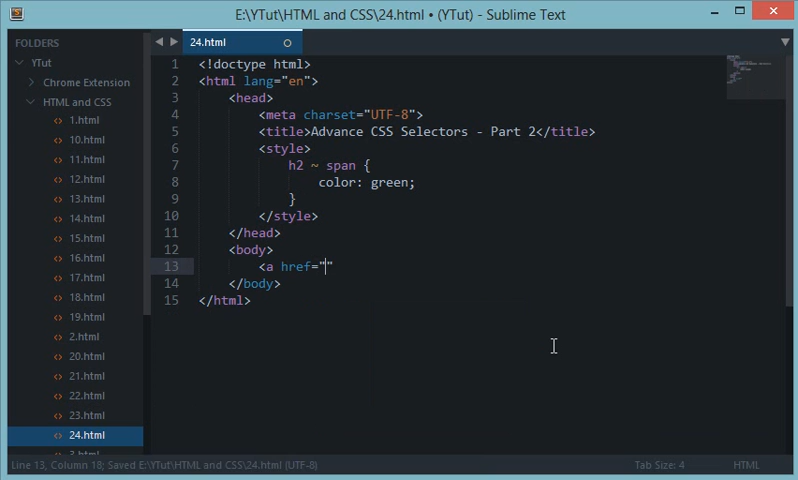 E:\YTut\HTML and CSS\24.html • (YTut) - Sublime Text
FOLDERS
YTut
Chrome Extension
HTML and CSS
1.html
10.html
11.html
12.html
13.html
14.html
15.html
16.html
17.html
18.html
19.html
2.html
20.html
21.html
22.html
23.html
24.html
3.html
24.html
1 <!doctype html>
2 <html lang="en">
3 <head>
4 <meta charset="UTF-8">
5 <title>Advance CSS Selectors - Part 2</title>
6 <style>
7 h2 ~ span {
8 color: green;
9 }
10 </style>
11 </head>
12 <body>
13 <a href=""
14 </body>
15 </html>
Line 13, Column 18; Saved E:\YTut\HTML and CSS\24.html (UTF-8)
Tab Size: 4
HTML